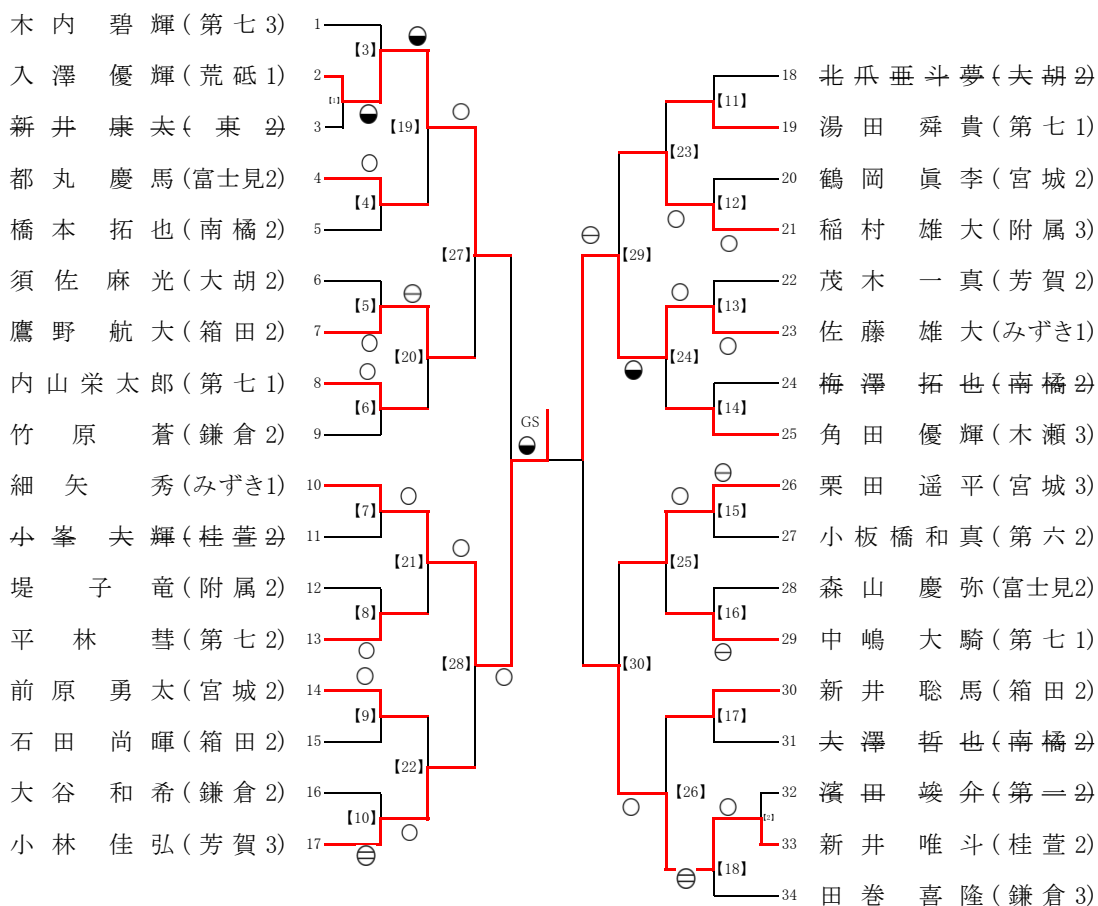 木内碧輝(第七3) 1
入澤優輝(荒砥1) 2
新井康太(東2) 3
都丸慶馬(富士見2) 4
橋本拓也(南橘2) 5
須佐麻光(大胡2) 6
鷹野航大(箱田2) 7
内山栄太郎(第七1) 8
竹原蒼(鎌倉2) 9
細矢秀(みずき1) 10
小峯大輝(桂萱2) 11
堤子竜(附属2) 12
平林彗(第七2) 13
前原勇太(宮城2) 14
石田尚暉(箱田2) 15
大谷和希(鎌倉2) 16
小林佳弘(芳賀3) 17
【1】
【3】
【4】
【5】
【6】
【7】
【8】
【9】
【10】
【19】
【20】
【21】
【22】
【27】
【28】
GS
【29】
【30】
【23】
【24】
【25】
【26】
【11】
【12】
【13】
【14】
【15】
【16】
【17】
【2】
【18】
18 北爪亜斗夢(大胡2)
19 湯田舜貴(第七1)
20 鶴岡眞李(宮城2)
21 稲村雄大(附属3)
22 茂木一真(芳賀2)
23 佐藤雄大(みずき1)
24 梅澤拓也(南橘2)
25 角田優輝(木瀬3)
26 栗田遥平(宮城3)
27 小板橋和真(第六2)
28 森山慶弥(富士見2)
29 中嶋大騎(第七1)
30 新井聡馬(箱田2)
31 大澤哲也(南橘2)
32 濱田竣介(第一2)
33 新井唯斗(桂萱2)
34 田巻喜隆(鎌倉3)